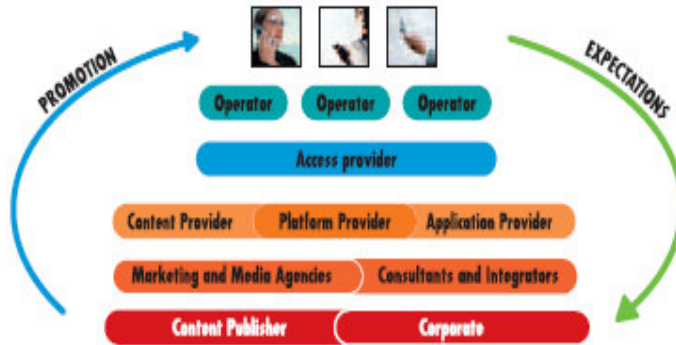 PROMOTION
EXPECTATIONS
Operator Operator Operator
Access provider
Content Provider Platform Provider Application Provider
Marketing and Media Agencies Consultants and Integrators
Content Publisher Corporate